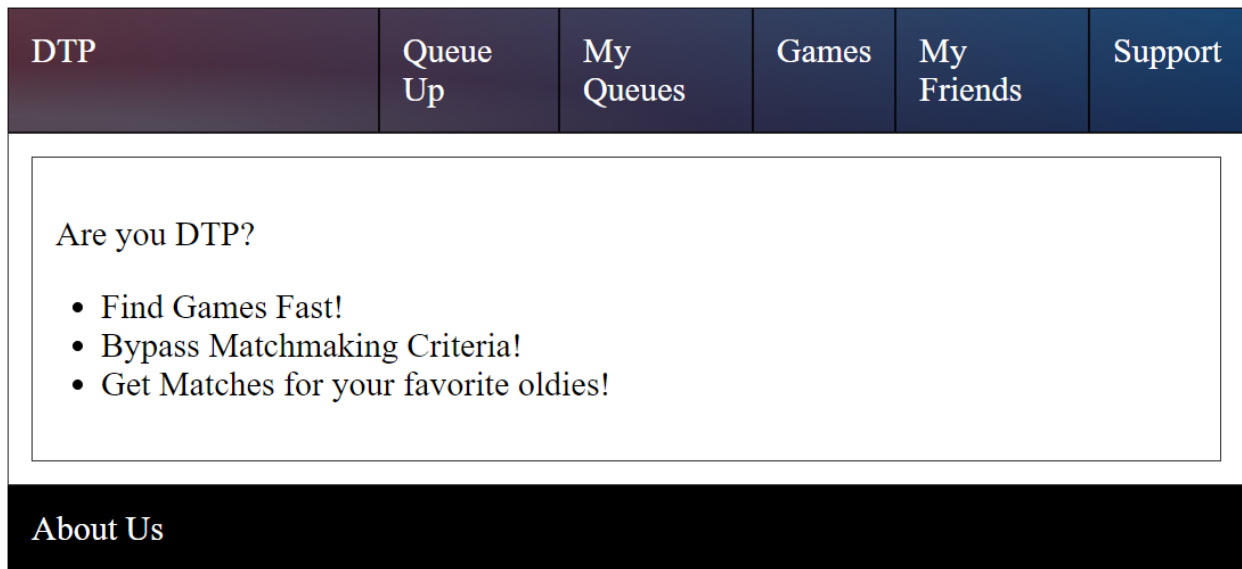 DTP
Queue
Up
My
Queues
Games
My
Friends
Support
Are you DTP?
Find Games Fast!
Bypass Matchmaking Criteria!
Get Matches for your favorite oldies!
About Us